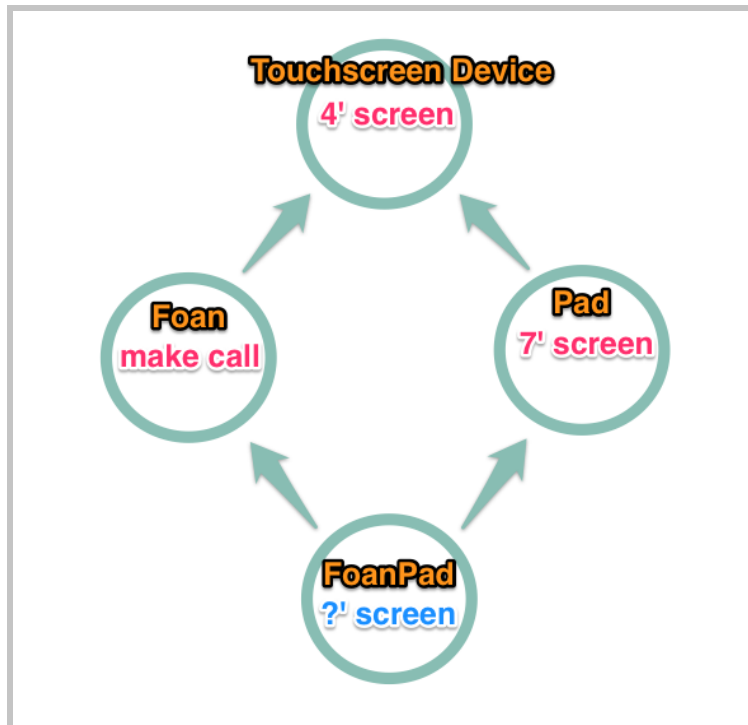 Touchscreen Device
4' screen
Foan
make call
Pad
7' screen
FoanPad
?' screen